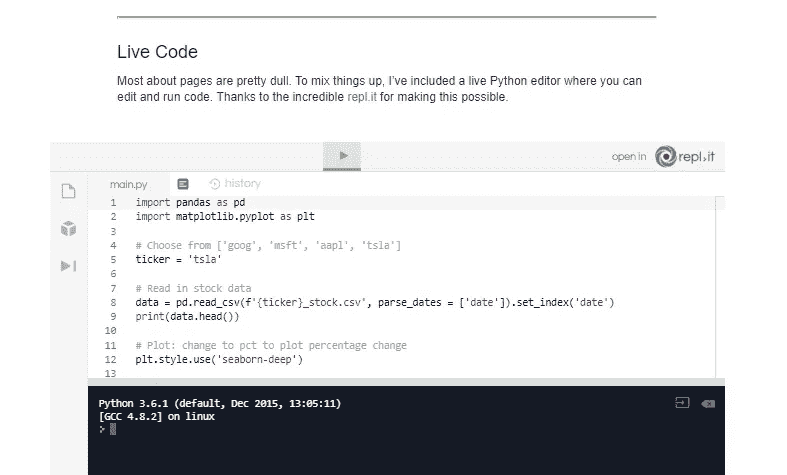 Live Code
Most about pages are pretty dull. To mix things up, I've included a live Python editor where you can
edit and run code. Thanks to the incredible repl.it for making this possible.
open in repl.it
main.py history
1 import pandas as pd
2 import matplotlib.pyplot as plt
3
4 # Choose from ['goog', 'msft', 'aapl', 'tsla']
5 ticker = 'tsla'
6
7 # Read in stock data
8 data = pd.read_csv(f'{ticker}_stock.csv', parse_dates = ['date']).set_index('date')
9 print(data.head())
10
11 # Plot: change to pct to plot percentage change
12 plt.style.use('seaborn-deep')
13
Python 3.6.1 (default, Dec 2015, 13:05:11)
[GCC 4.8.2] on linux
>